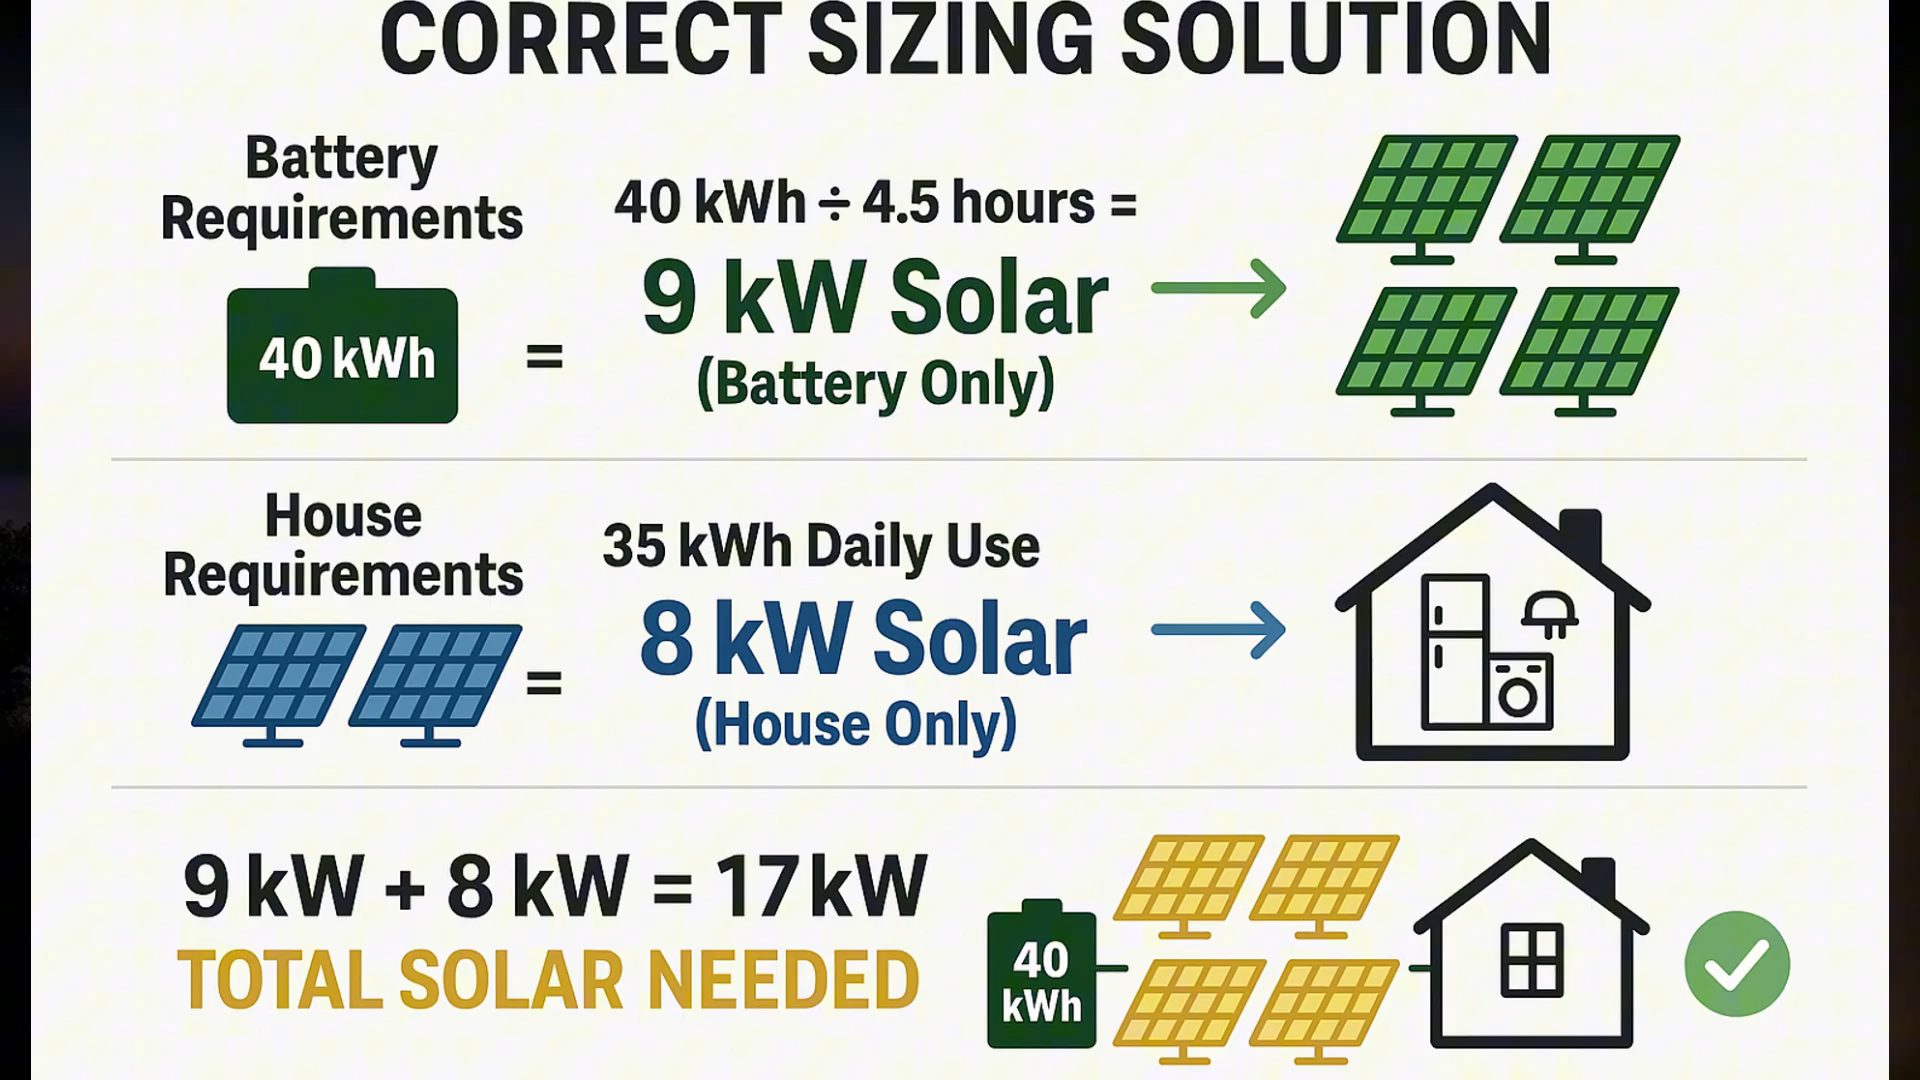 CORRECT SIZING SOLUTION
Battery
Requirements
40 kWh
=
40 kWh ÷ 4.5 hours =
9 kW Solar
(Battery Only)
House
Requirements
=
35 kWh Daily Use
8 kW Solar
(House Only)
9 kW + 8 kW = 17 kW
TOTAL SOLAR NEEDED
40
kWh